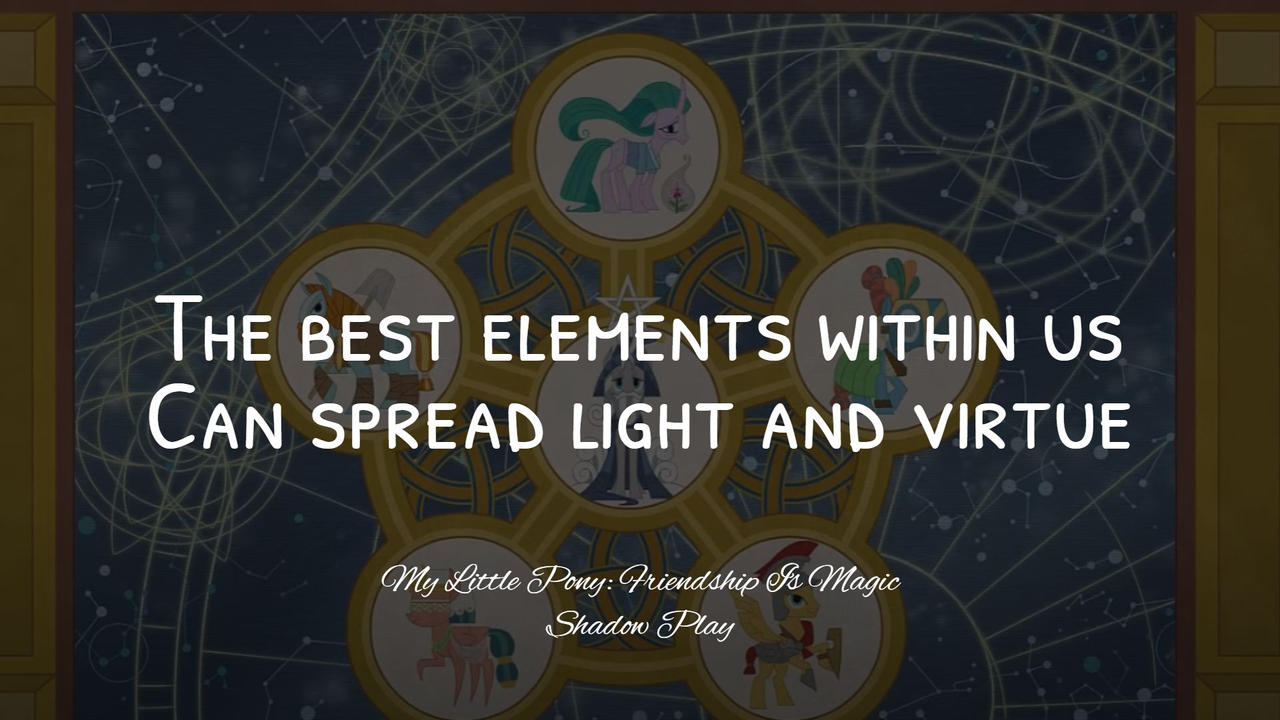 The best elements within us
Can spread light and virtue
My Little Pony: Friendship Is Magic
Shadow Play